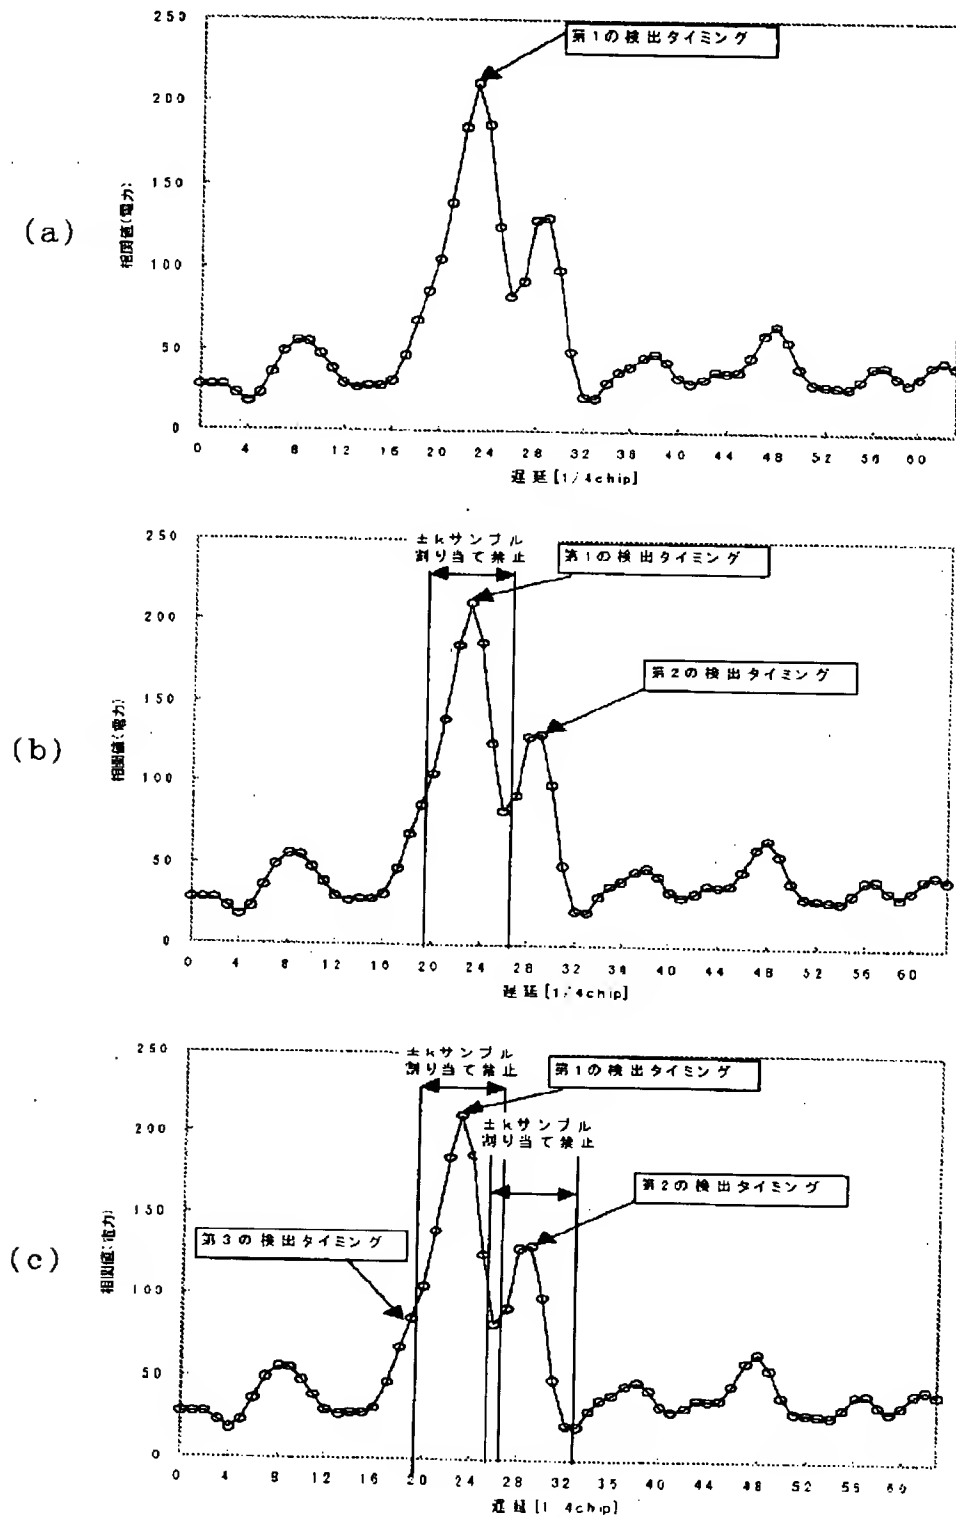 (a)
相関値(電力)
250
200
150
100
50
0
第1の検出タイミング
0 4 8 12 16 20 24 28 32 36 40 44 48 52 56 60
遅延[1/4chip]
(b)
相関値(電力)
250
200
150
100
50
0
±kサンプル
割り当て禁止
第1の検出タイミング
第2の検出タイミング
0 4 8 12 16 20 24 28 32 36 40 44 48 52 56 60
遅延[1/4chip]
(c)
相関値(電力)
250
200
150
100
50
0
±kサンプル
割り当て禁止
第1の検出タイミング
±kサンプル
割り当て禁止
第2の検出タイミング
第3の検出タイミング
0 4 8 12 16 20 24 28 32 36 40 44 48 52 56 60
遅延[1 4chip]